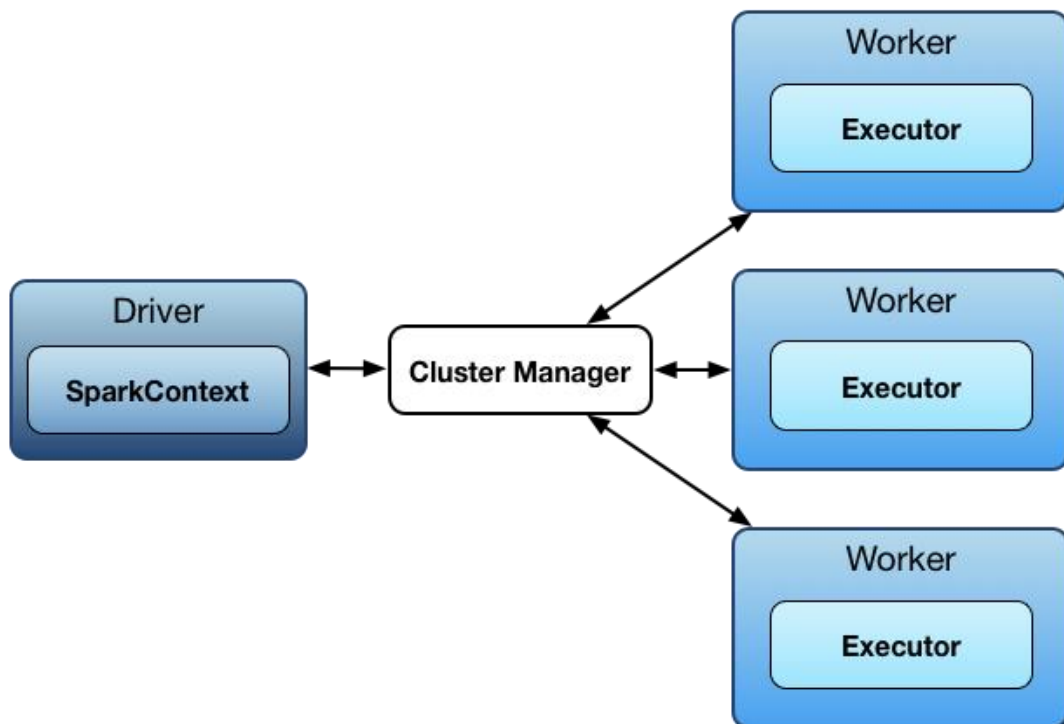 Driver
SparkContext
Cluster Manager
Worker
Executor
Worker
Executor
Worker
Executor